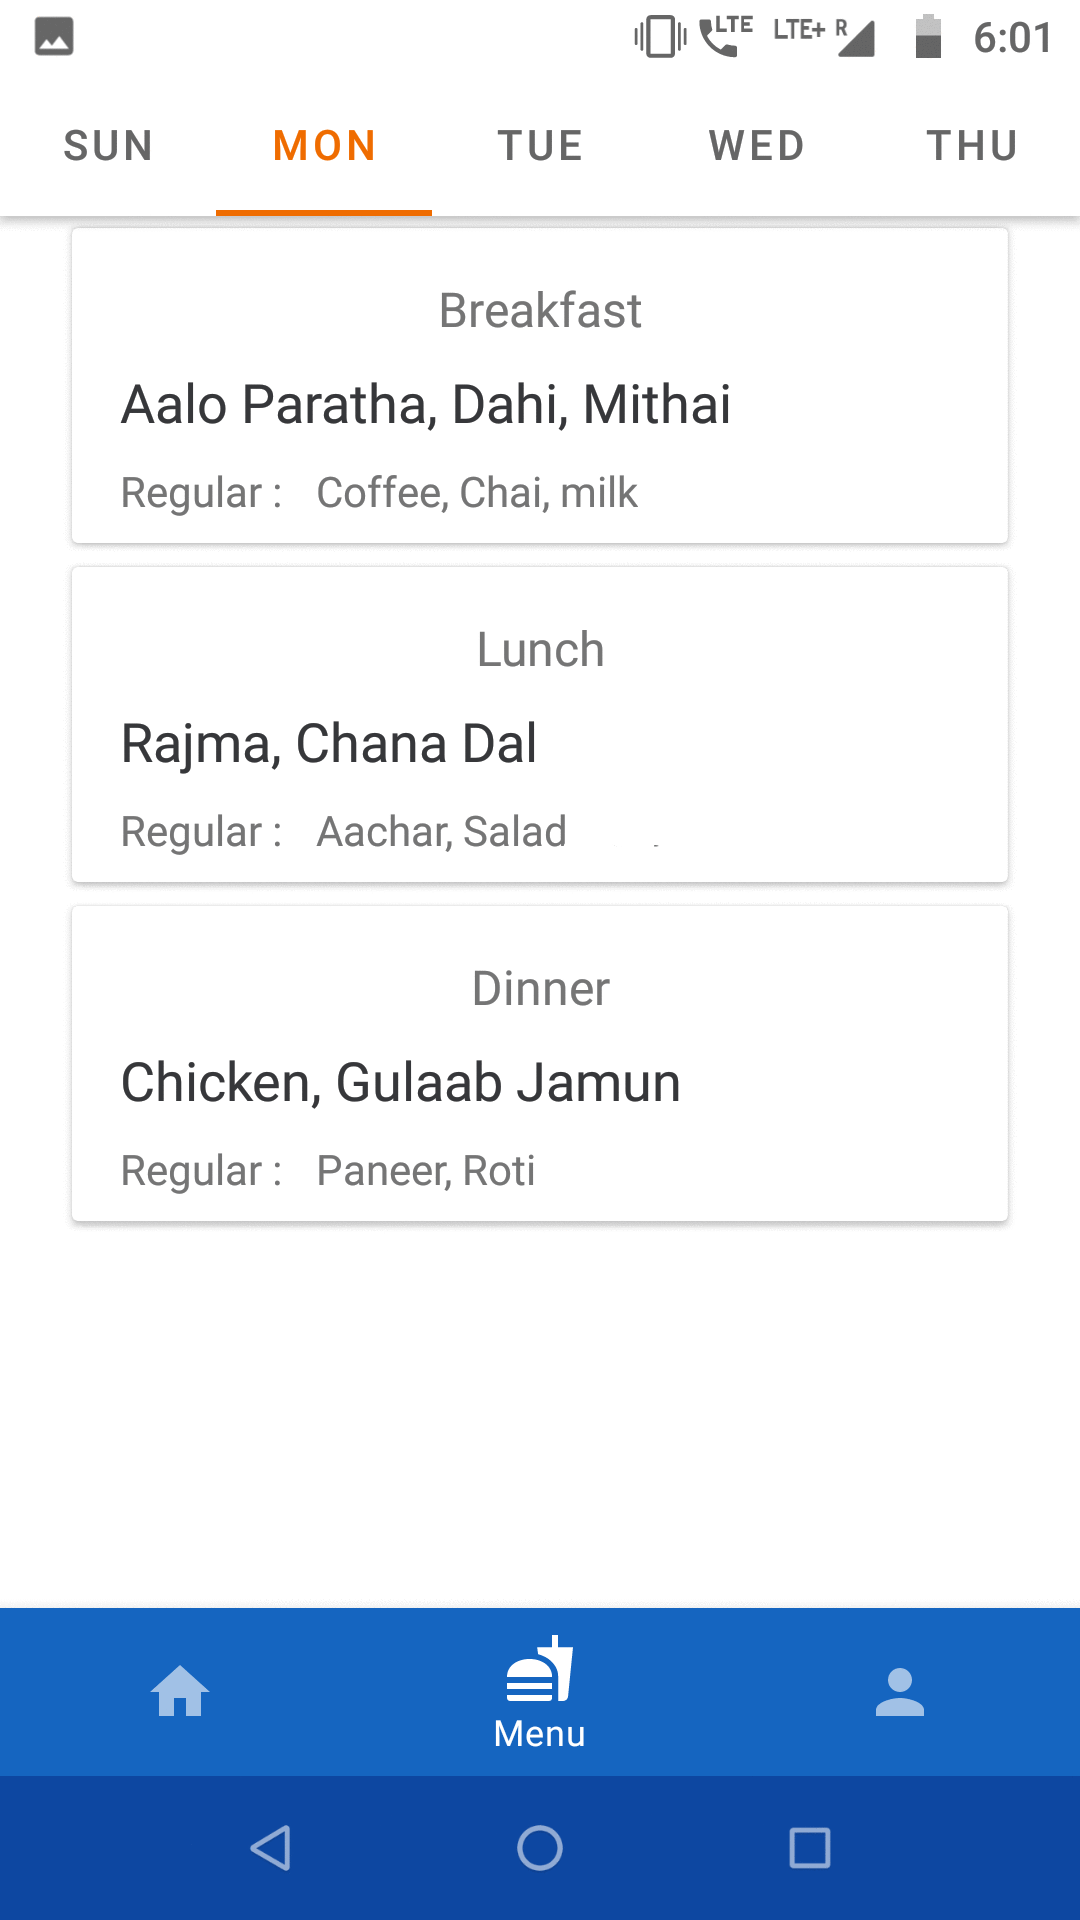 LTE LTE+ R 6:01
SUN MON TUE WED THU
Breakfast
Aalo Paratha, Dahi, Mithai
Regular : Coffee, Chai, milk
Lunch
Rajma, Chana Dal
Regular : Aachar, Salad
Dinner
Chicken, Gulaab Jamun
Regular : Paneer, Roti
Menu